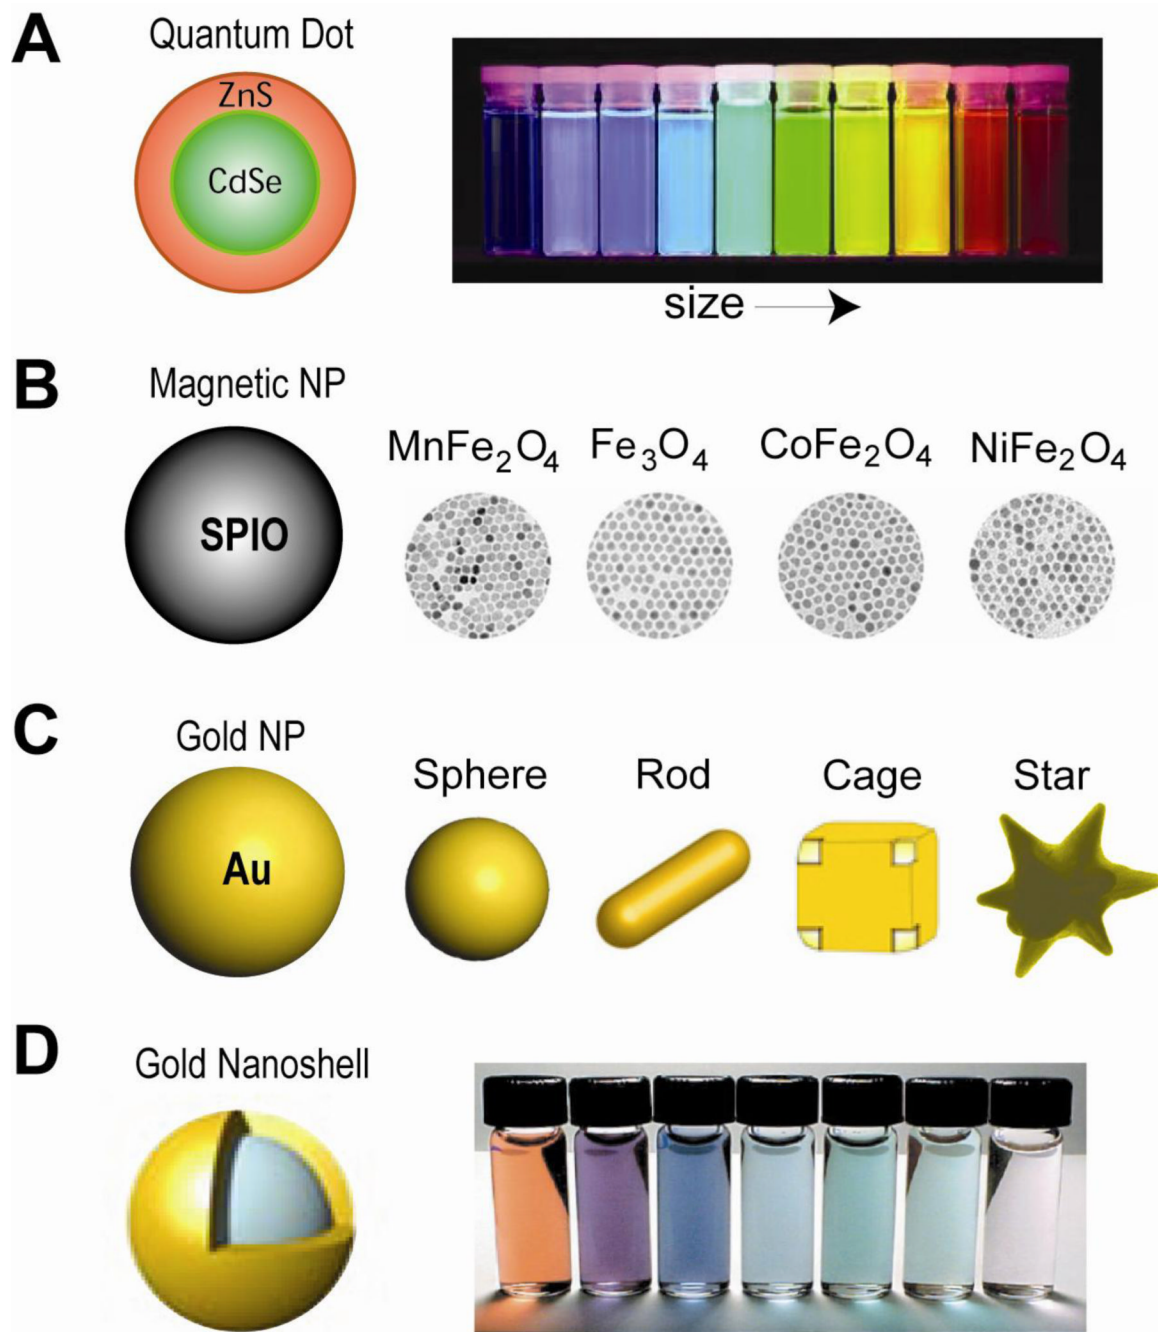 A
Quantum Dot
ZnS
CdSe
size
B
Magnetic NP
SPIO
MnFe₂O₄ Fe₃O₄ CoFe₂O₄ NiFe₂O₄
C
Gold NP
Au
Sphere Rod Cage Star
D
Gold Nanoshell